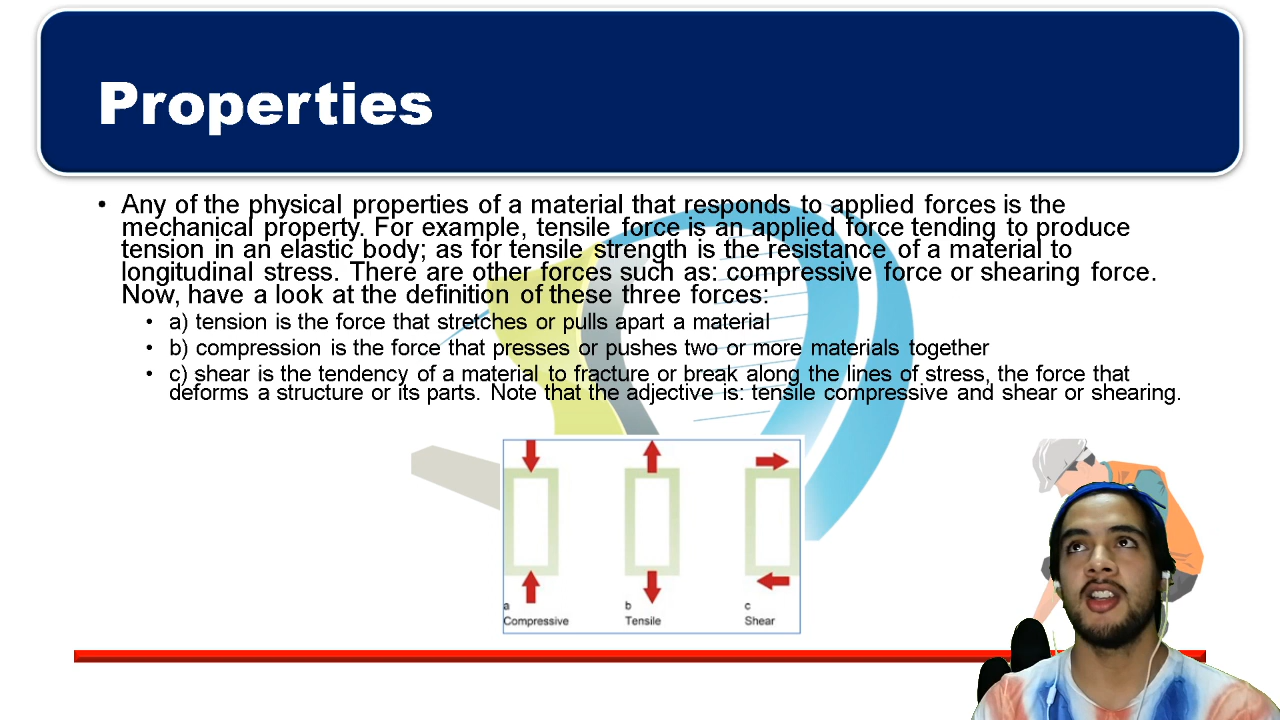 Properties
• Any of the physical properties of a material that responds to applied forces is the
mechanical property. For example, tensile force is an applied force tending to produce
tension in an elastic body; as for tensile strength is the resistance of a material to
longitudinal stress. There are other forces such as: compressive force or shearing force.
Now, have a look at the definition of these three forces:
• a) tension is the force that stretches or pulls apart a material
• b) compression is the force that presses or pushes two or more materials together
• c) shear is the tendency of a material to fracture or break along the lines of stress, the force that
deforms a structure or its parts. Note that the adjective is: tensile compressive and shear or shearing.
a b c
Compressive Tensile Shear